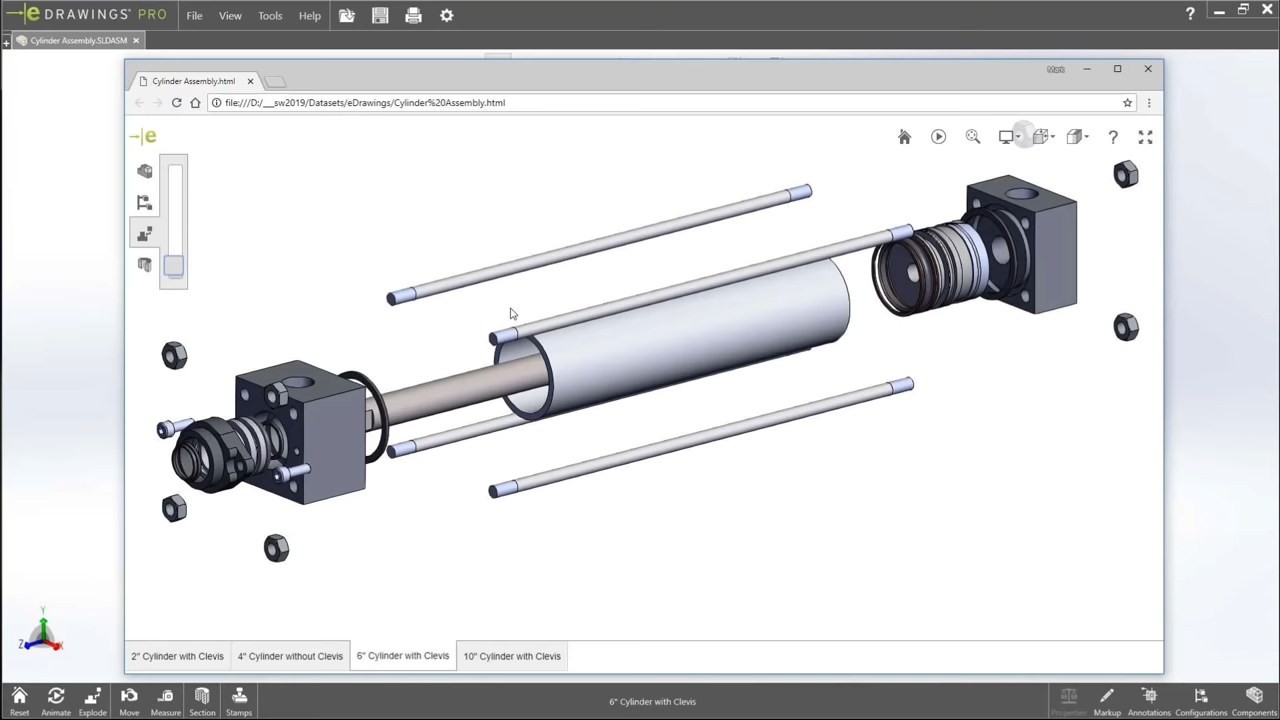 eDRAWINGS® PRO File View Tools Help ?
Cylinder Assembly.SLDASM
Cylinder Assembly.html Mark
file:///D:/___sw2019/Datasets/eDrawings/Cylinder%20Assembly.html
e ?
Y
Z X
2" Cylinder with Clevis 4" Cylinder without Clevis 6" Cylinder with Clevis 10" Cylinder with Clevis
Reset Animate Explode Move Measure Section Stamps 6" Cylinder with Clevis Properties Markup Annotations Configurations Components